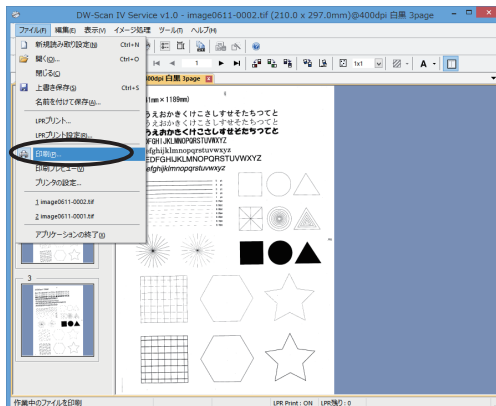 DW-Scan IV Service v1.0 - image0611-0002.tif (210.0 x 297.0mm)@400dpi 白黒 3page
ファイル(F) 編集(E) 表示(V) イメージ処理 ツール(T) ヘルプ(H)
新規読み取り設定(N) Ctrl+N
開く(O)... Ctrl+O
閉じる(C)
上書き保存(S) Ctrl+S
名前を付けて保存(A)...
LPRプリント...
LPRプリント設定(R)...
印刷(P)...
印刷プレビュー(V)
プリンタの設定...
1 image0611-0002.tif
2 image0611-0001.tif
アプリケーションの終了(X)
1 1x1 A
00dpi 白黒 3page
1mm×1189mm)
うえおかきくけこさしすせそたちつてと
うえおかきくけこさしすせそたちつてと
うえおかきくけこさしすせそたちつてと
DFGHIJKLMNOPQRSTUVWXYZ
efghijklmnopqrstuvwxyz
EDFGHIJKLMNOPQRSTUVWXYZ
efghijklmnopqrstuvwxyz
3
作業中のファイルを印刷 LPR Print : ON LPR残り : 0